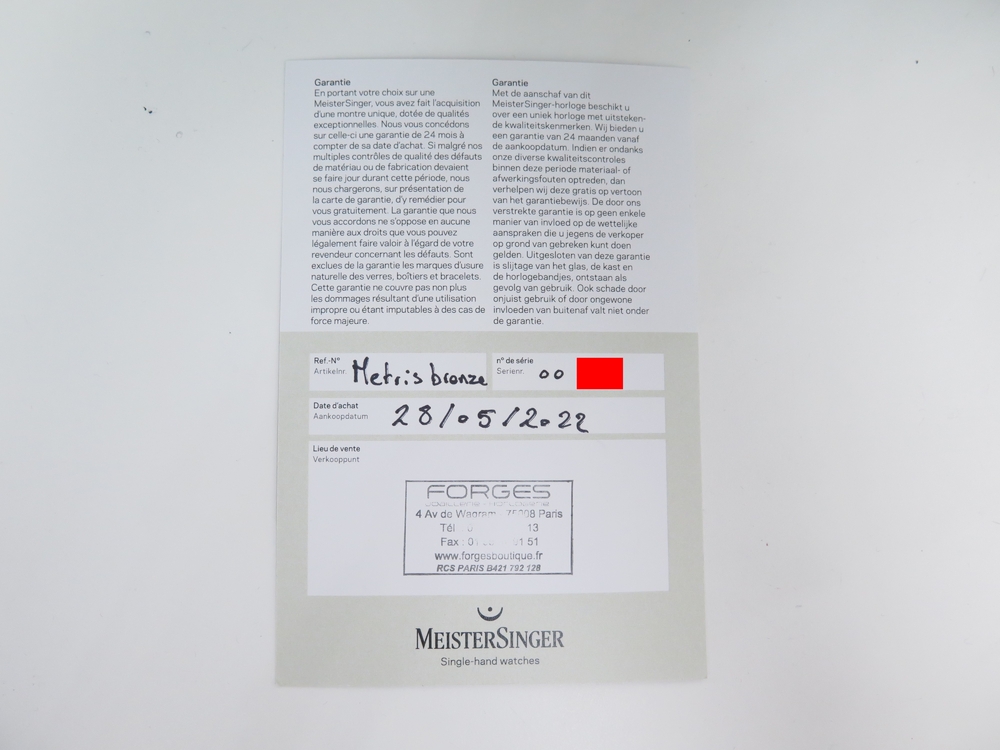 Garantie
En portant votre choix sur une
MeisterSinger, vous avez fait l'acquisition
d'une montre unique, dotée de qualités
exceptionnelles. Nous vous concédons
sur celle-ci une garantie de 24 mois à
compter de sa date d'achat. Si malgré nos
multiples contrôles de qualité des défauts
de matériau ou de fabrication devaient
se faire jour durant cette période, nous
nous chargerons, sur présentation de
la carte de garantie, d'y remédier pour
vous gratuitement. La garantie que nous
vous accordons ne s'oppose en aucune
manière aux droits que vous pouvez
légalement faire valoir à l'égard de votre
revendeur concernant les défauts. Sont
exclues de la garantie les marques d'usure
naturelle des verres, boîtiers et bracelets.
Cette garantie ne couvre pas non plus
les dommages résultant d'une utilisation
impropre ou étant imputables à des cas de
force majeure.
Garantie
Met de aanschaf van dit
MeisterSinger-horloge beschikt u
over een uniek horloge met uitsteken-
de kwaliteitskenmerken. Wij bieden u
een garantie van 24 maanden vanaf
de aankoopdatum. Indien er ondanks
onze diverse kwaliteitscontroles
binnen deze periode materiaal- of
afwerkingsfouten optreden, dan
verhelpen wij deze gratis op vertoon
van het garantiebewijs. De door ons
verstrekte garantie is op geen enkele
manier van invloed op de wettelijke
aanspraken die u jegens de verkoper
op grond van gebreken kunt doen
gelden. Uitgesloten van deze garantie
is slijtage van het glas, de kast en
de horlogebandjes, ontstaan als
gevolg van gebruik. Ook schade door
onjuist gebruik of door ongewone
invloeden van buitenaf valt niet onder
de garantie.
Ref.-N°
Artikelnr.
Metris bronze
n° de série
Serienr.
00
Date d'achat
Aankoopdatum
28/05/2022
Lieu de vente
Verkooppunt
FORGES
4 Av de Paris
Tél 13
Fax : 51
www.forgesboutique.fr
RCS PARIS B421 792 128
MEISTERSINGER
Single-hand watches